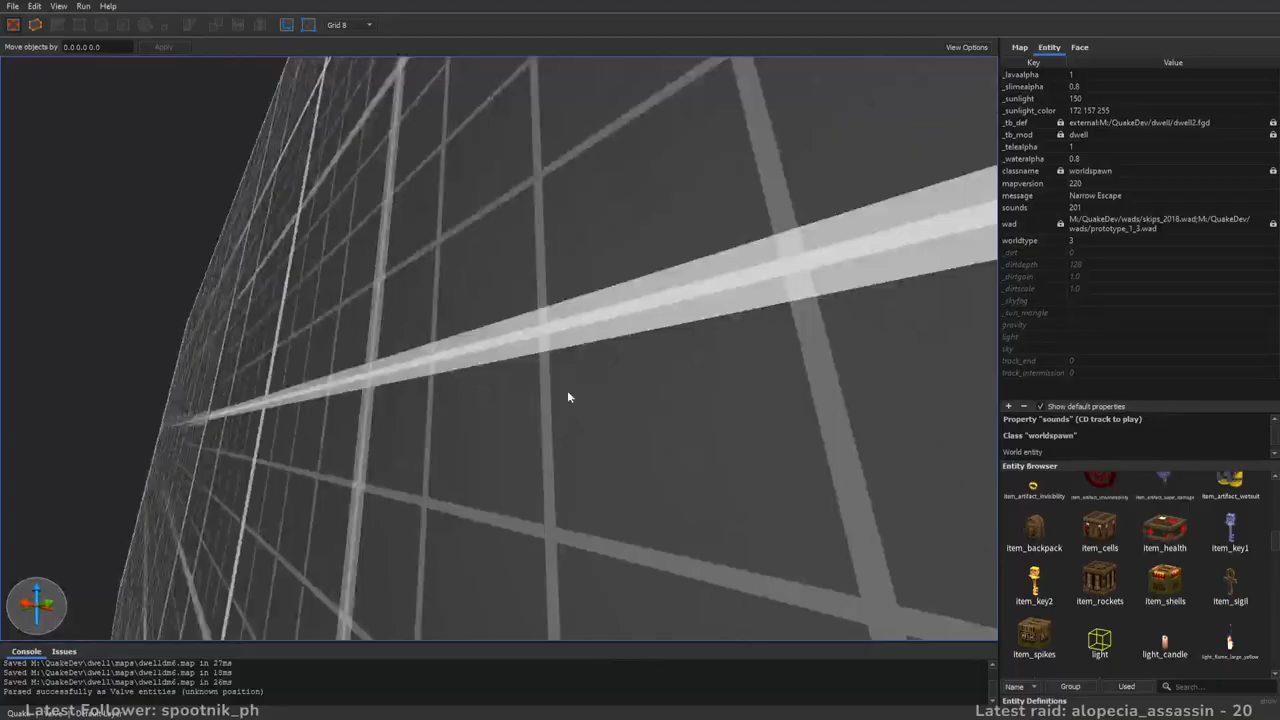 File Edit View Run Help
Grid 8
Move objects by 0.0 0.0 0.0 Apply View Options
Map Entity Face
Key Value
_lavaalpha 1
_slimealpha 0.8
_sunlight 150
_sunlight_color 172 157 255
_tb_def external:M:/QuakeDev/dwell/dwell2.fgd
_tb_mod dwell
_telealpha 1
_wateralpha 0.8
classname worldspawn
mapversion 220
message Narrow Escape
sounds 201
wad M:/QuakeDev/wads/skips_2018.wad;M:/QuakeDev/
wads/prototype_1_3.wad
worldtype 3
_dirt 0
_dirtdepth 128
_dirtgain 1.0
_dirtscale 1.0
_skyfog
_sun_mangle
gravity
light
sky
track_end 0
track_intermission 0
Show default properties
Property "sounds" (CD track to play)
Class "worldspawn"
World entity
Entity Browser
item_artifact_invisibility item_artifact_invulnerability item_artifact_super_damage item_artifact_wetsuit
item_backpack item_cells item_health item_key1
item_key2 item_rockets item_shells item_sigil
item_spikes light light_candle light_flame_large_yellow
Name Group Used Search...
Entity Definitions show
Console Issues
Saved M:\QuakeDev\dwell\maps\dwelldm6.map in 27ms
Saved M:\QuakeDev\dwell\maps\dwelldm6.map in 18ms
Saved M:\QuakeDev\dwell\maps\dwelldm6.map in 26ms
Parsed successfully as Valve entities (unknown position)
Latest Follower: spootnik_ph
Latest raid: alopecia_assassin - 20